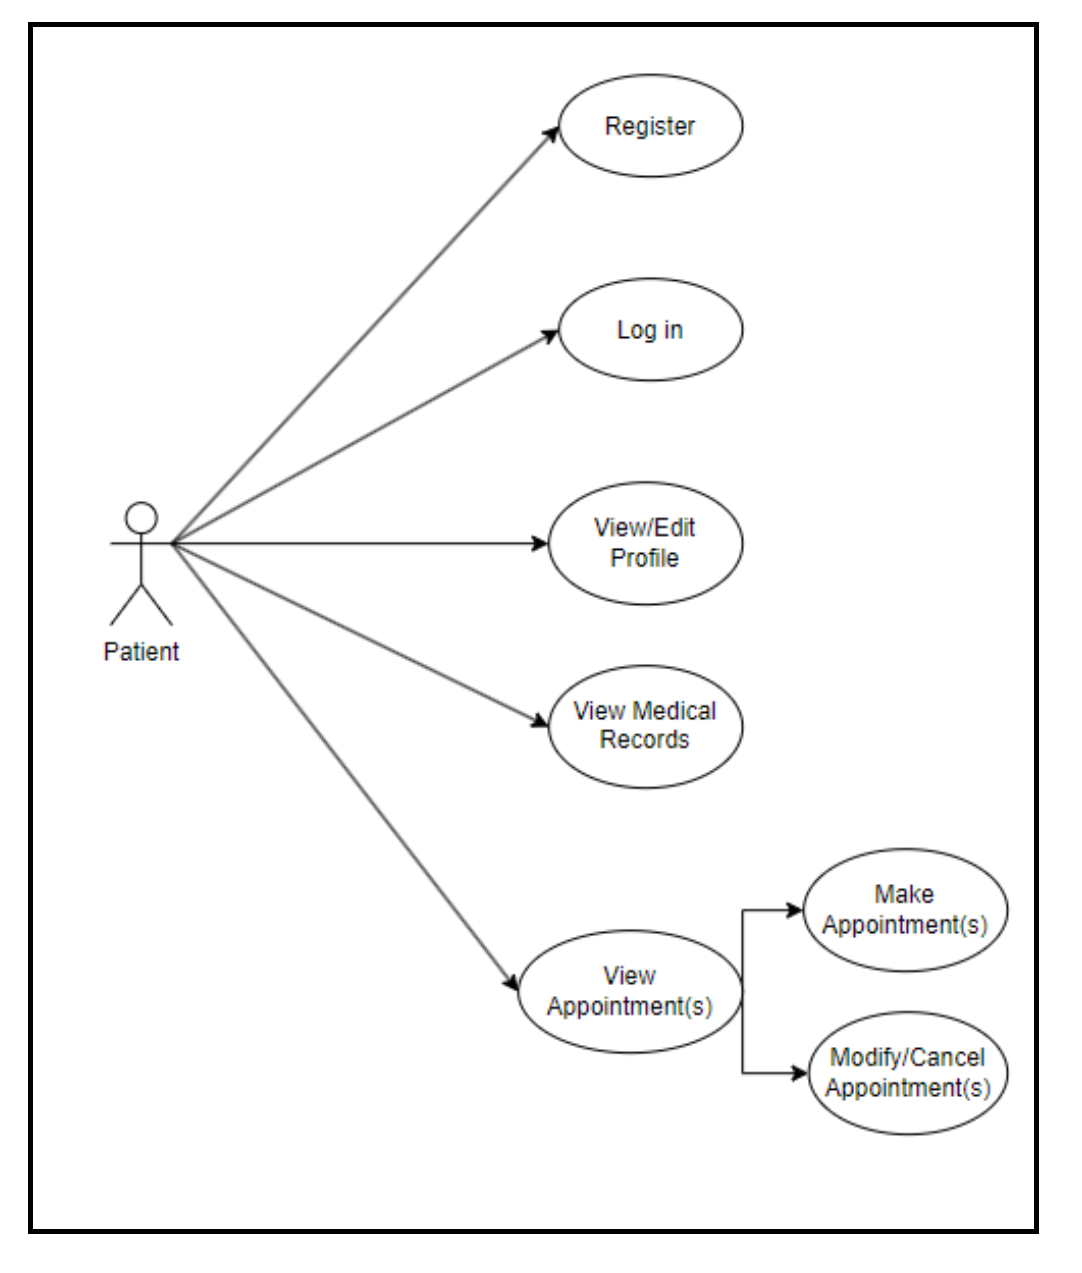 Register
Log in
View/Edit
Profile
Patient
View Medical
Records
Make
Appointment(s)
View
Appointment(s)
Modify/Cancel
Appointment(s)